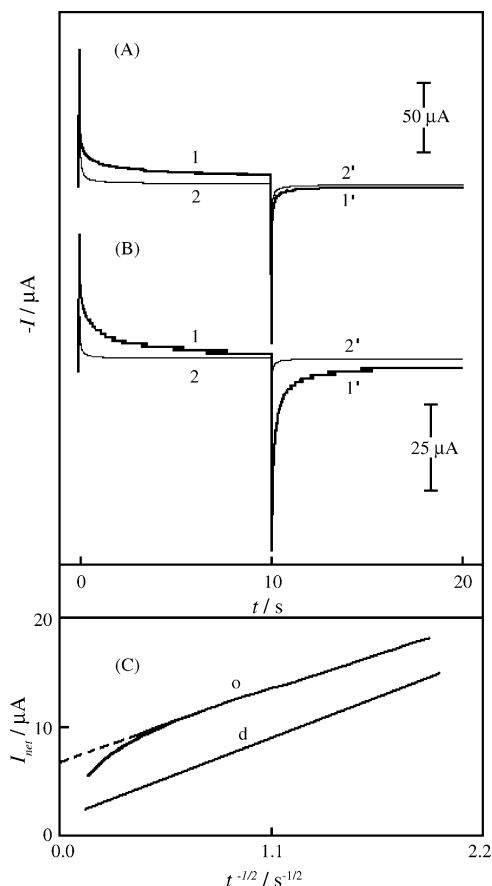 (A)
50 µA
1
2
2'
1'
(B)
1
2
2'
1'
25 µA
-I / µA
0
10
20
t / s
20
(C)
o
I_net / µA
10
d
0
0.0
1.1
2.2
t ^-1/2 / s^-1/2